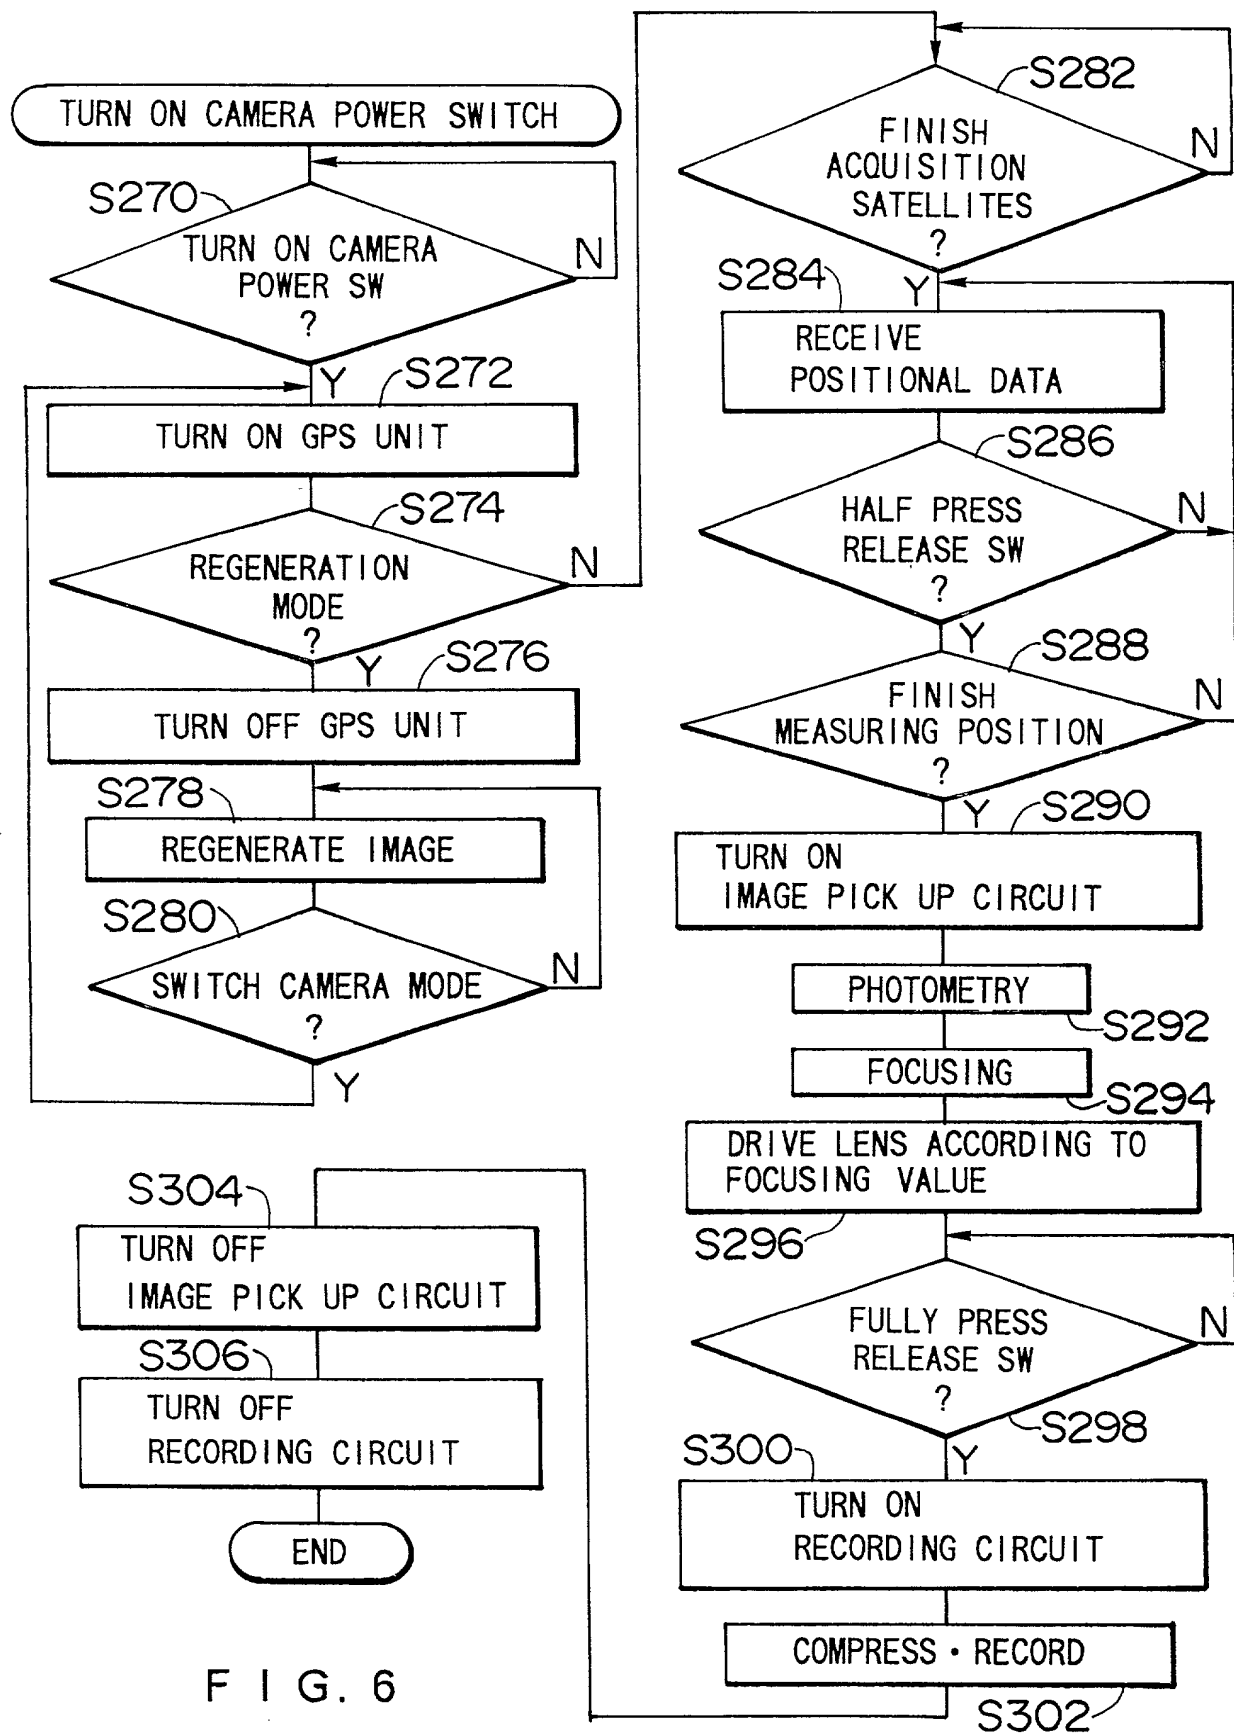 TURN ON CAMERA POWER SWITCH
S270
TURN ON CAMERA
POWER SW
?
N
Y
S272
TURN ON GPS UNIT
S274
REGENERATION
MODE
?
N
Y
S276
TURN OFF GPS UNIT
S278
REGENERATE IMAGE
S280
SWITCH CAMERA MODE
?
N
Y
S282
FINISH
ACQUISITION
SATELLITES
?
N
Y
S284
RECEIVE
POSITIONAL DATA
S286
HALF PRESS
RELEASE SW
?
N
Y
S288
FINISH
MEASURING POSITION
?
N
Y
S290
TURN ON
IMAGE PICK UP CIRCUIT
PHOTOMETRY
S292
FOCUSING
S294
DRIVE LENS ACCORDING TO
FOCUSING VALUE
S296
FULLY PRESS
RELEASE SW
?
N
S298
Y
S300
TURN ON
RECORDING CIRCUIT
COMPRESS・RECORD
S302
S304
TURN OFF
IMAGE PICK UP CIRCUIT
S306
TURN OFF
RECORDING CIRCUIT
END
FIG. 6